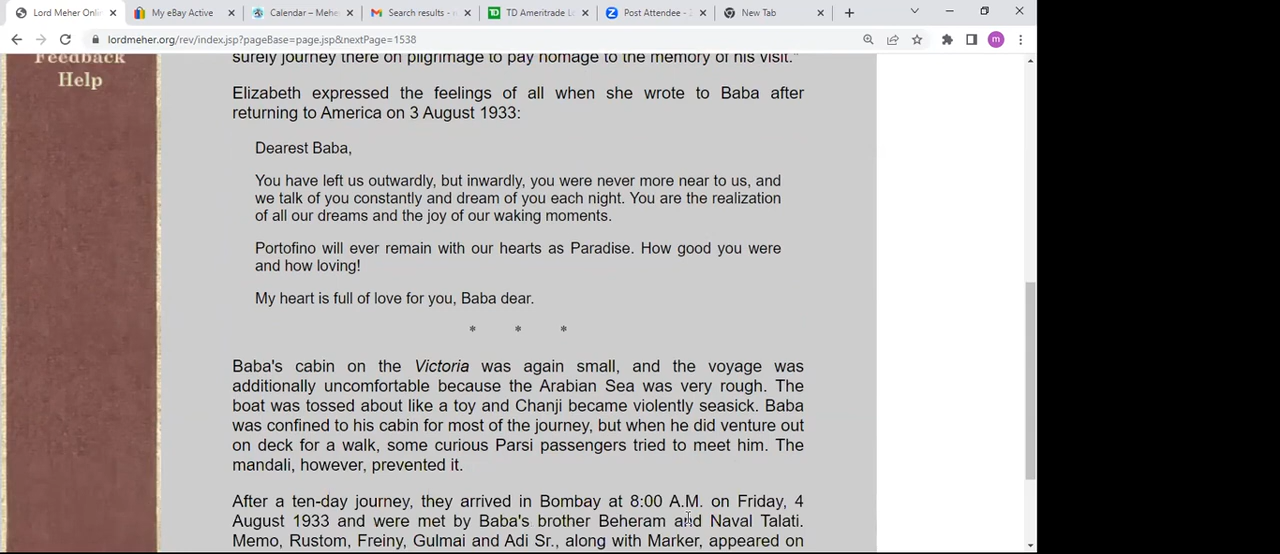 Lord Meher Onli
My eBay Active
Calendar – Mehe
Search results -
TD Ameritrade Lo
Post Attendee - Z
New Tab
lordmeher.org/rev/index.jsp?pageBase=page.jsp&nextPage=1538
m
Feedback
Help
surely journey there on pilgrimage to pay homage to the memory of his visit."
Elizabeth expressed the feelings of all when she wrote to Baba after
returning to America on 3 August 1933:
Dearest Baba,
You have left us outwardly, but inwardly, you were never more near to us, and
we talk of you constantly and dream of you each night. You are the realization
of all our dreams and the joy of our waking moments.
Portofino will ever remain with our hearts as Paradise. How good you were
and how loving!
My heart is full of love for you, Baba dear.
* * *
Baba's cabin on the Victoria was again small, and the voyage was
additionally uncomfortable because the Arabian Sea was very rough. The
boat was tossed about like a toy and Chanji became violently seasick. Baba
was confined to his cabin for most of the journey, but when he did venture out
on deck for a walk, some curious Parsi passengers tried to meet him. The
mandali, however, prevented it.
After a ten-day journey, they arrived in Bombay at 8:00 A.M. on Friday, 4
August 1933 and were met by Baba's brother Beheram and Naval Talati.
Memo, Rustom, Freiny, Gulmai and Adi Sr., along with Marker, appeared on